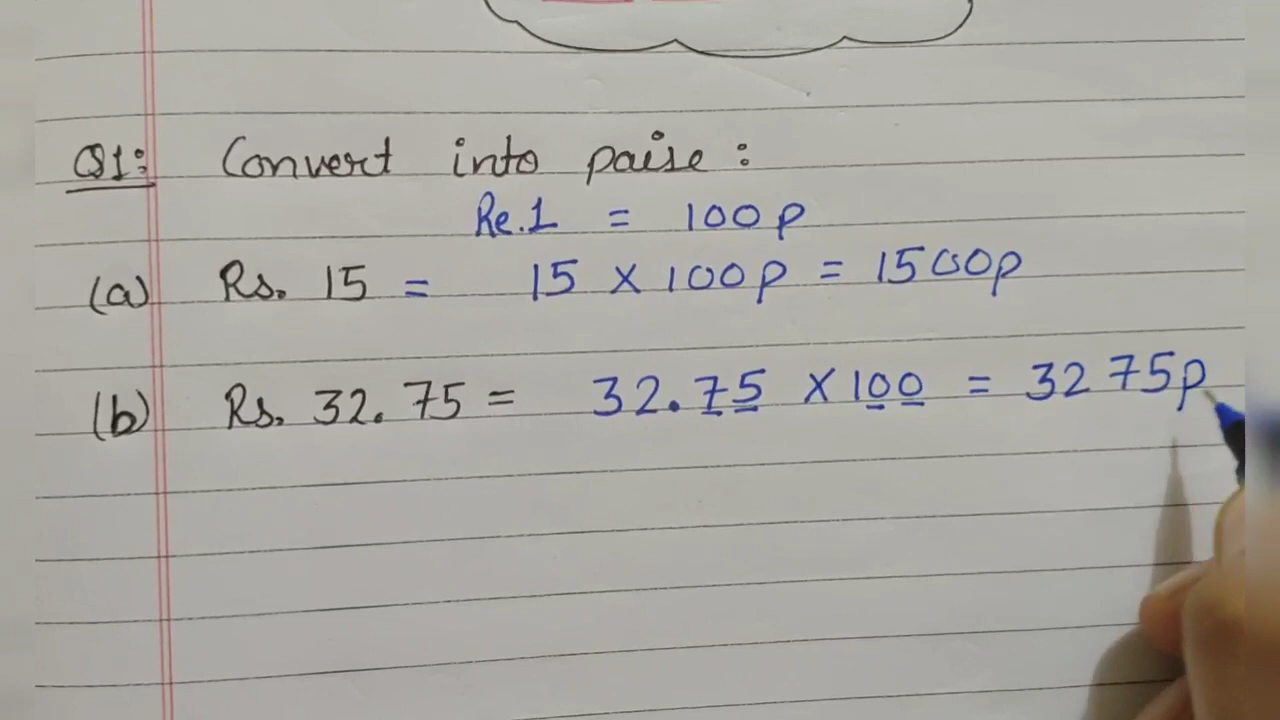 Q1: Convert into paise :
Re.1 = 100p
(a) Rs. 15 = 15 × 100p = 1500p
(b) Rs. 32.75 = 32.75 × 100 = 3275p